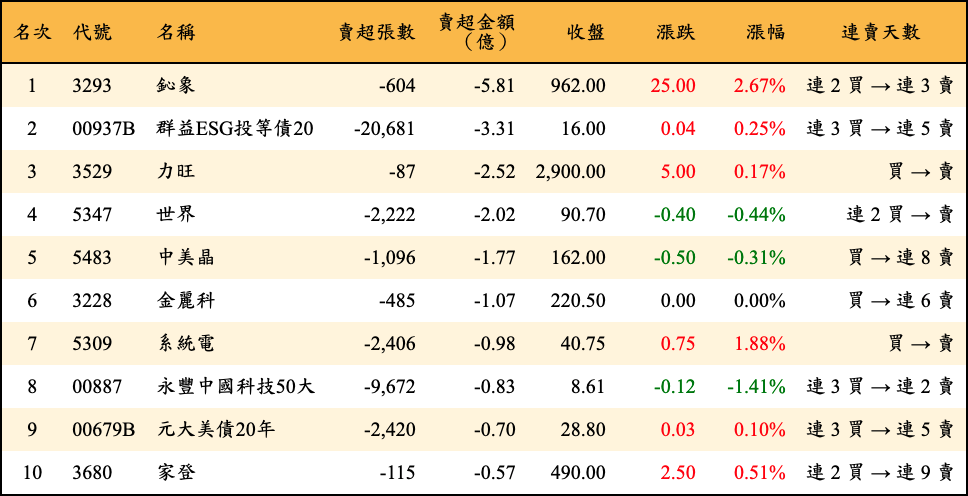 名次 代號 名稱 賣超張數 賣超金額（億） 收盤 漲跌 漲幅 連賣天數
1 3293 鈊象 -604 -5.81 962.00 25.00 2.67% 連 2 買 → 連 3 賣
2 00937B 群益ESG投等債20 -20,681 -3.31 16.00 0.04 0.25% 連 3 買 → 連 5 賣
3 3529 力旺 -87 -2.52 2,900.00 5.00 0.17% 買 → 賣
4 5347 世界 -2,222 -2.02 90.70 -0.40 -0.44% 連 2 買 → 賣
5 5483 中美晶 -1,096 -1.77 162.00 -0.50 -0.31% 買 → 連 8 賣
6 3228 金麗科 -485 -1.07 220.50 0.00 0.00% 買 → 連 6 賣
7 5309 系統電 -2,406 -0.98 40.75 0.75 1.88% 買 → 賣
8 00887 永豐中國科技50大 -9,672 -0.83 8.61 -0.12 -1.41% 連 3 買 → 連 2 賣
9 00679B 元大美債20年 -2,420 -0.70 28.80 0.03 0.10% 連 3 買 → 連 5 賣
10 3680 家登 -115 -0.57 490.00 2.50 0.51% 連 2 買 → 連 9 賣